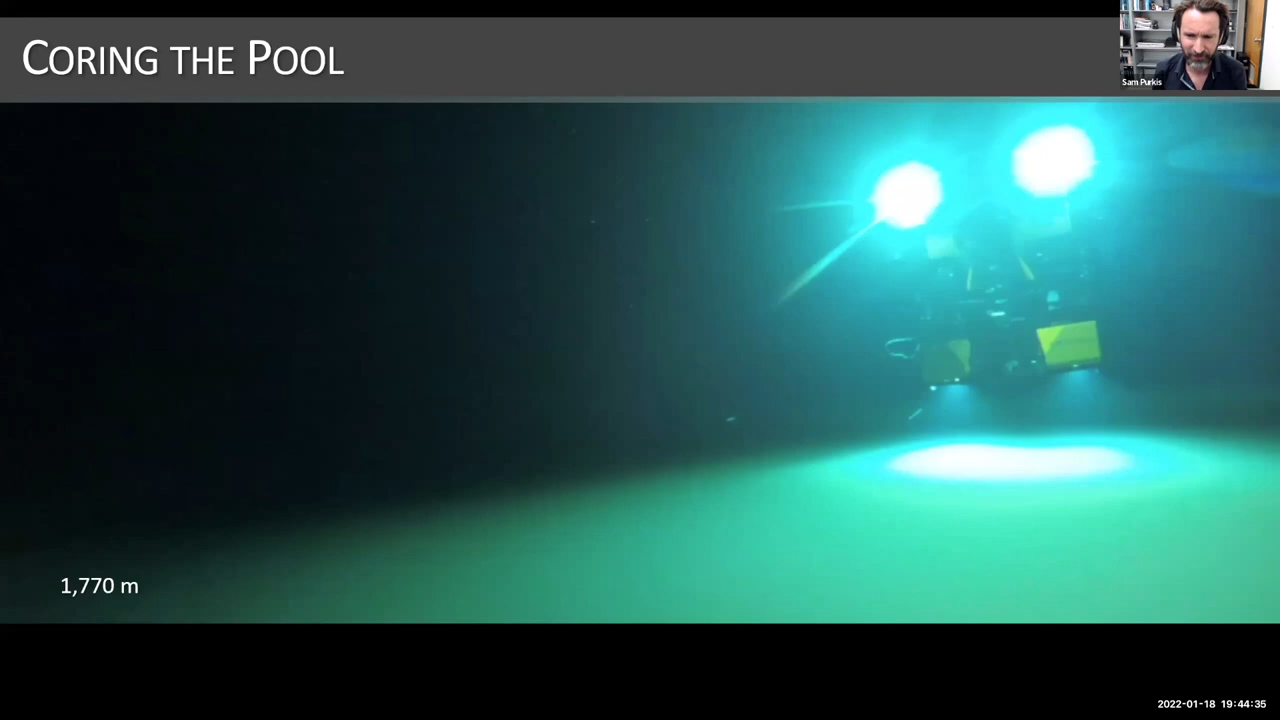 CORING THE POOL
Sam Purkis
1,770 m
2022-01-18 19:44:35